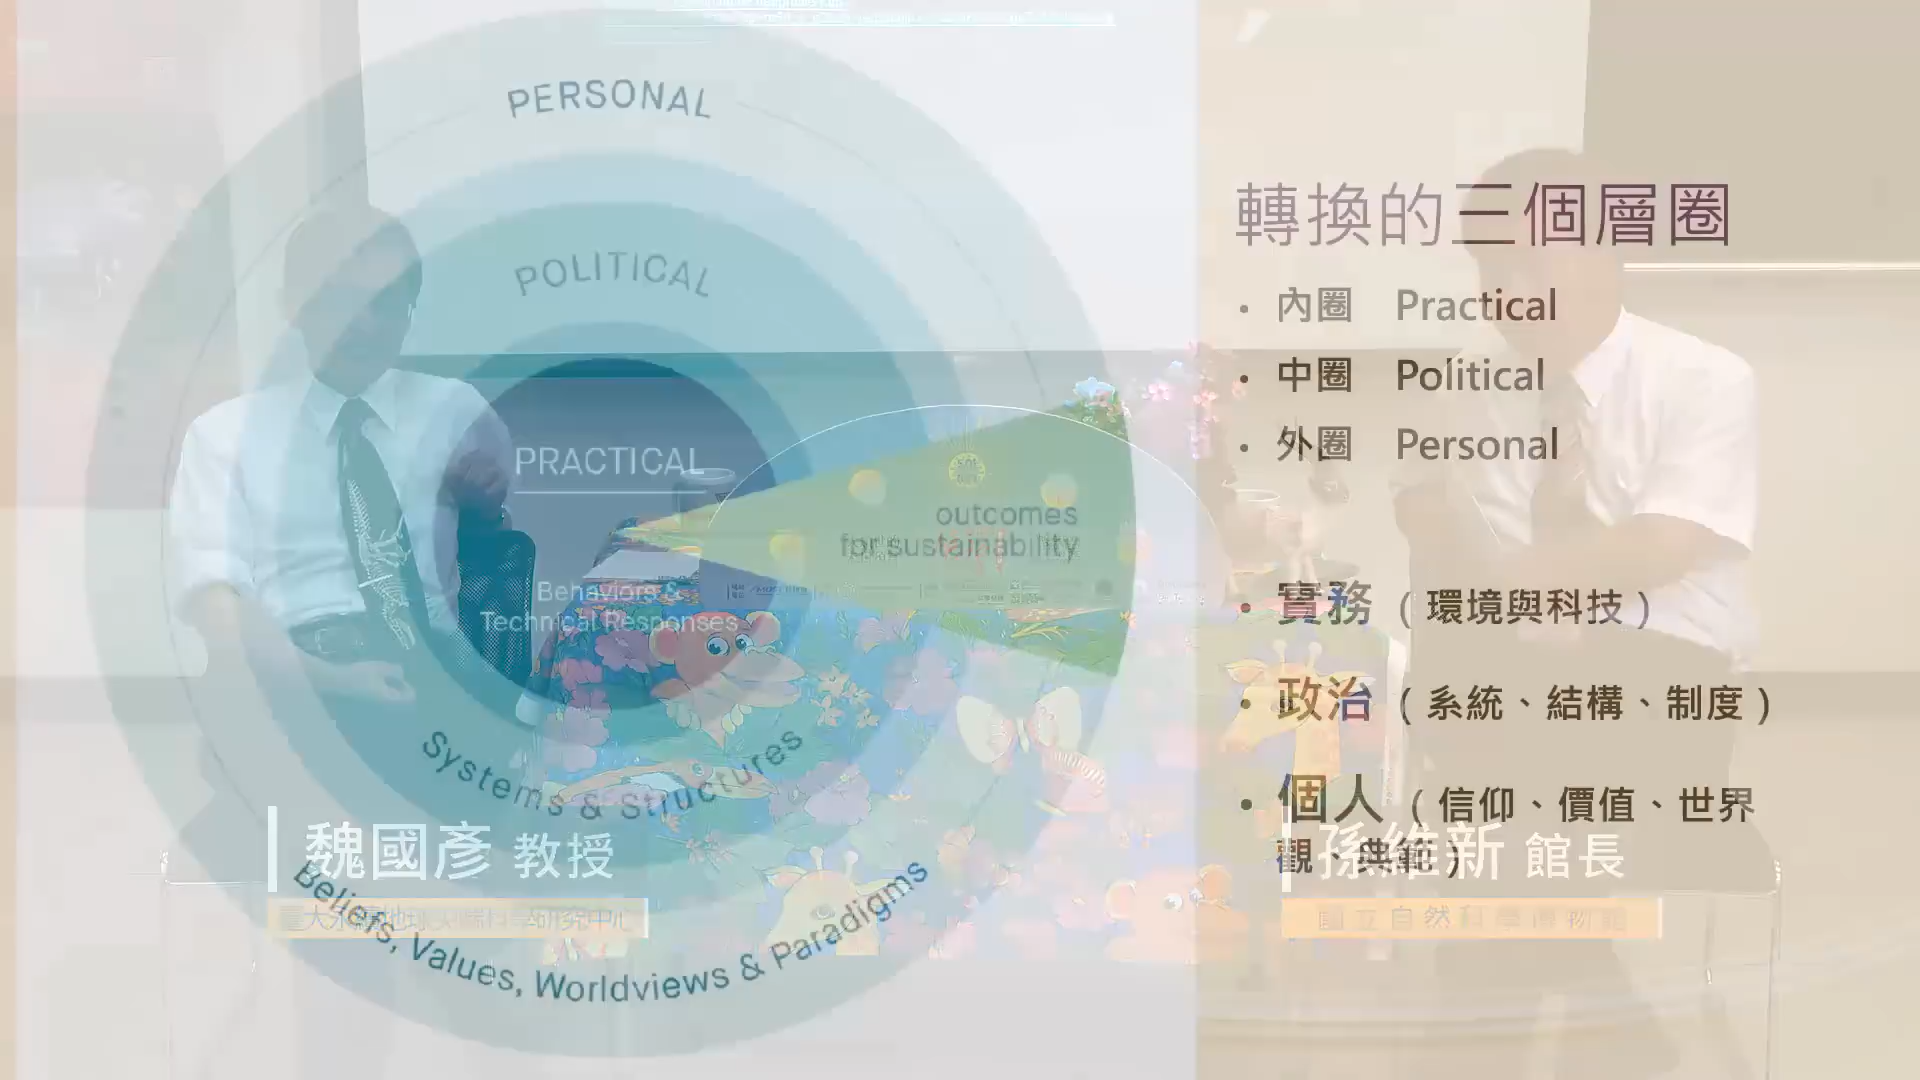 PERSONAL
POLITICAL
PRACTICAL
outcomes
for sustainability
Behaviors &
Technical Responses
Systems & Structures
Beliefs, Values, Worldviews & Paradigms
轉換的三個層圈
• 內圈 Practical
• 中圈 Political
• 外圈 Personal
• 實務（環境與科技）
• 政治（系統、結構、制度）
• 個人（信仰、價值、世界
觀、典範）
魏國彥 教授
孫維新 館長
國立自然科學博物館